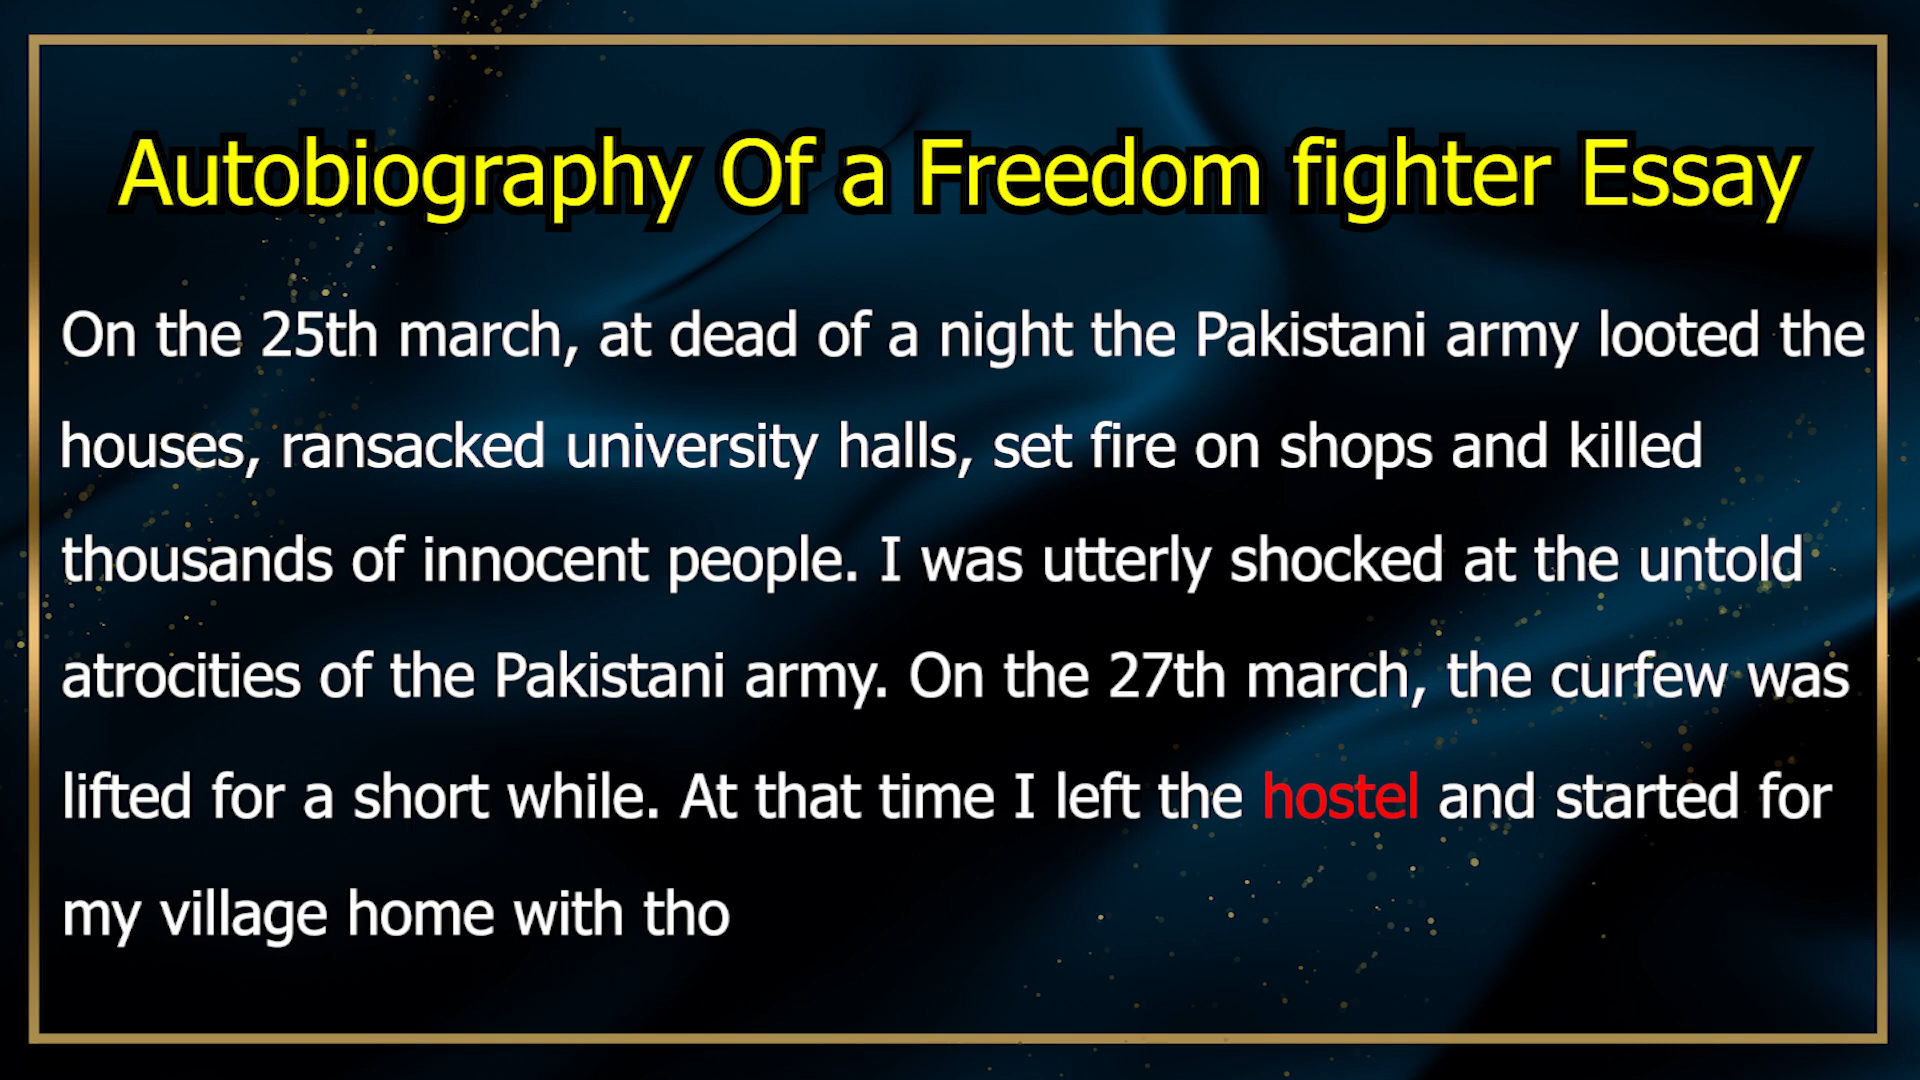 Autobiography Of a Freedom fighter Essay
On the 25th march, at dead of a night the Pakistani army looted the
houses, ransacked university halls, set fire on shops and killed
thousands of innocent people. I was utterly shocked at the untold
atrocities of the Pakistani army. On the 27th march, the curfew was
lifted for a short while. At that time I left the hostel and started for
my village home with tho